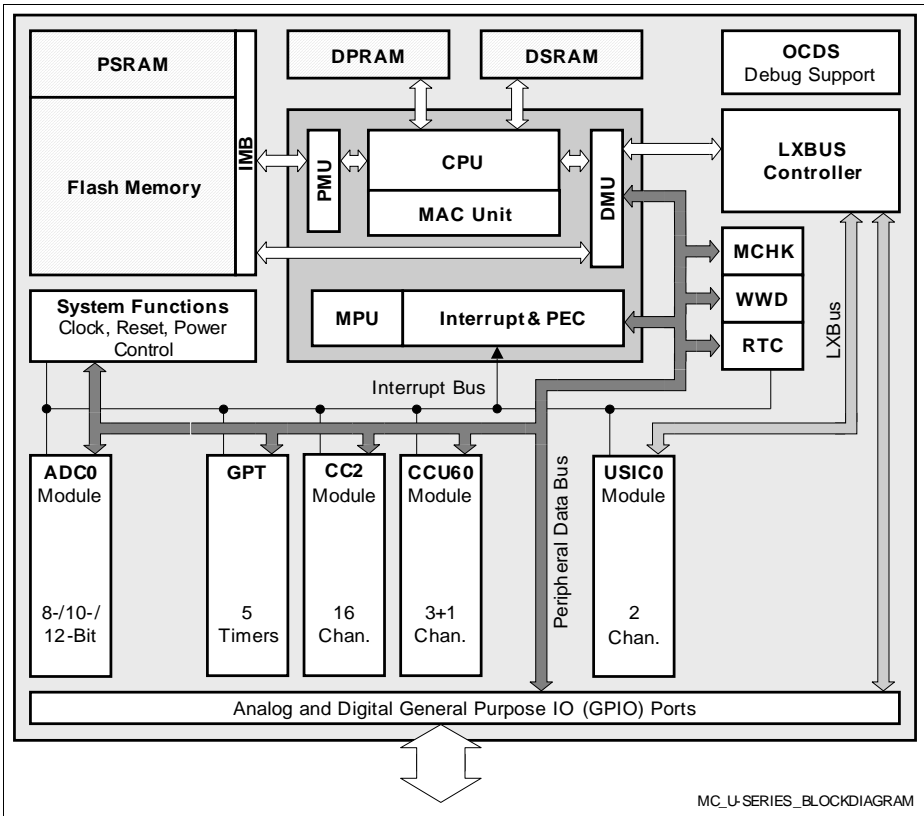 PSRAM
Flash Memory
IMB
DPRAM
DSRAM
OCDS
Debug Support
PMU
CPU
MAC Unit
DMU
LXBUS
Controller
MCHK
WWD
RTC
LXBus
System Functions
Clock, Reset, Power
Control
MPU
Interrupt & PEC
Interrupt Bus
ADC0
Module
8-/10-/
12-Bit
GPT
5
Timers
CC2
Module
16
Chan.
CCU60
Module
3+1
Chan.
Peripheral Data Bus
USIC0
Module
2
Chan.
Analog and Digital General Purpose IO (GPIO) Ports
MC_U-SERIES_BLOCKDIAGRAM